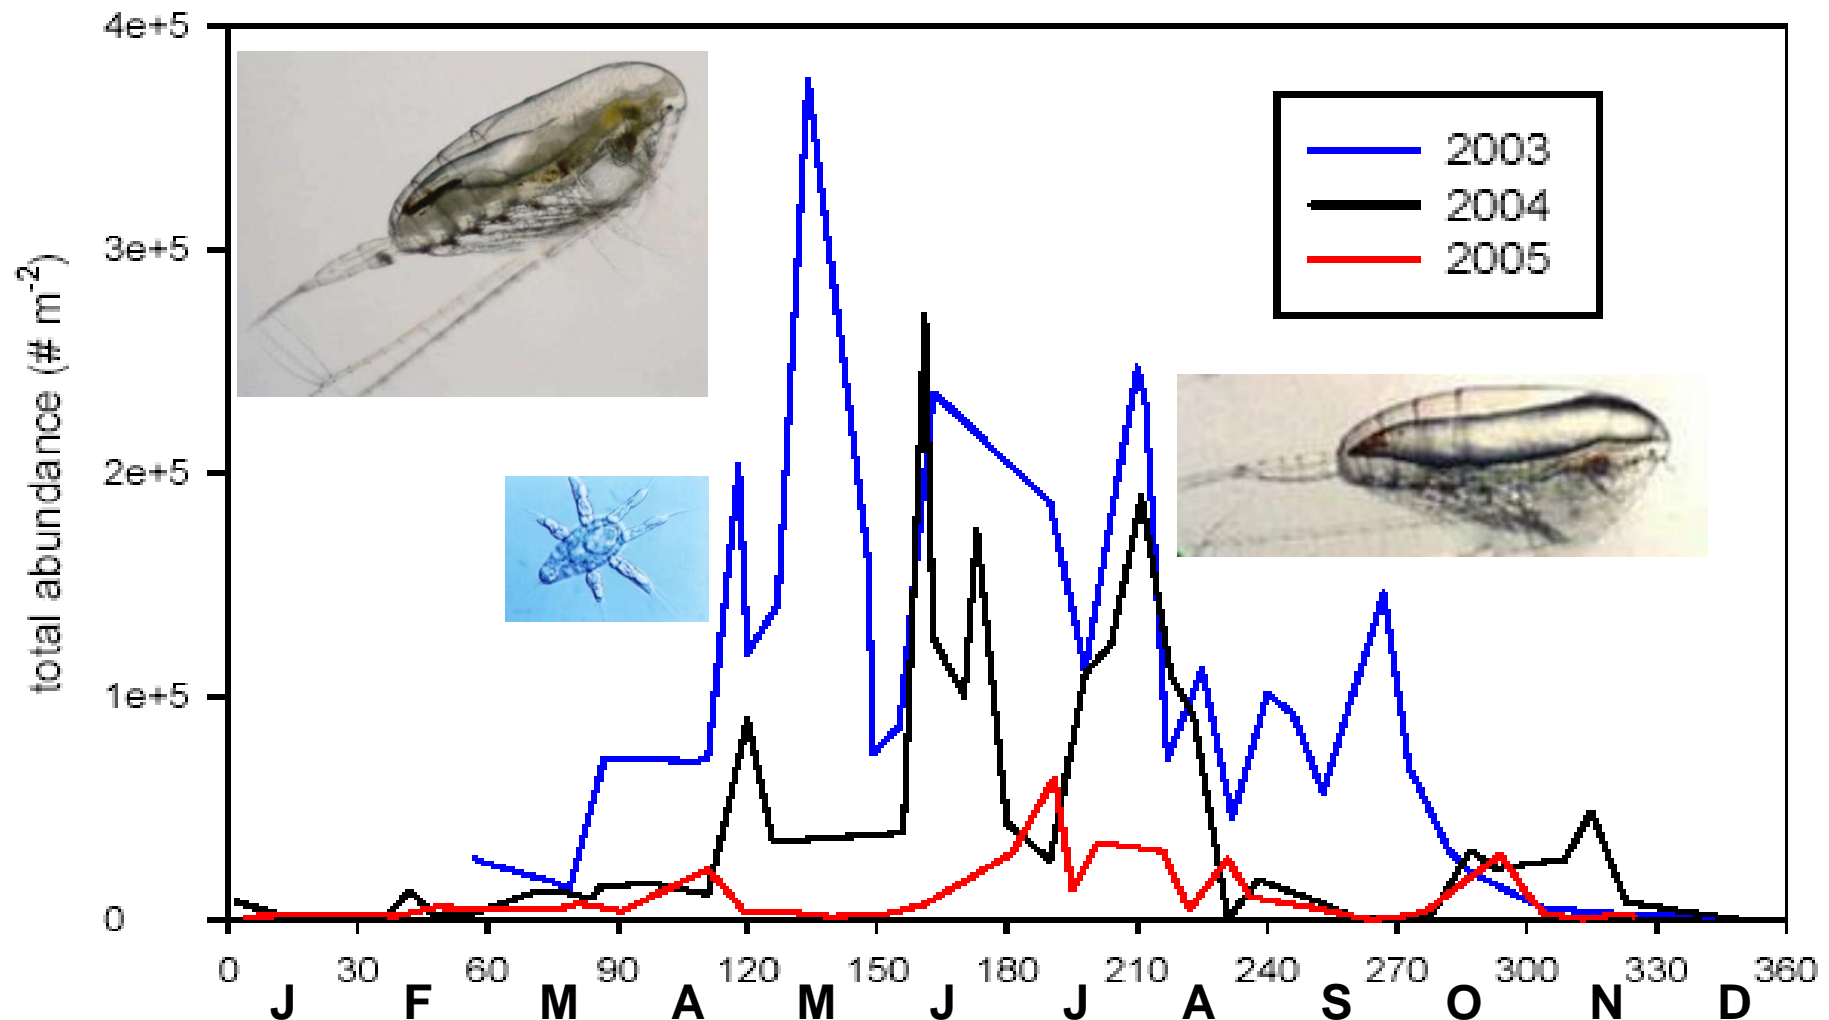 4e+5
3e+5
2e+5
1e+5
0
total abundance (# m-2)
2003
2004
2005
0 30 60 90 120 150 180 210 240 270 300 330 360
J F M A M J J A S O N D